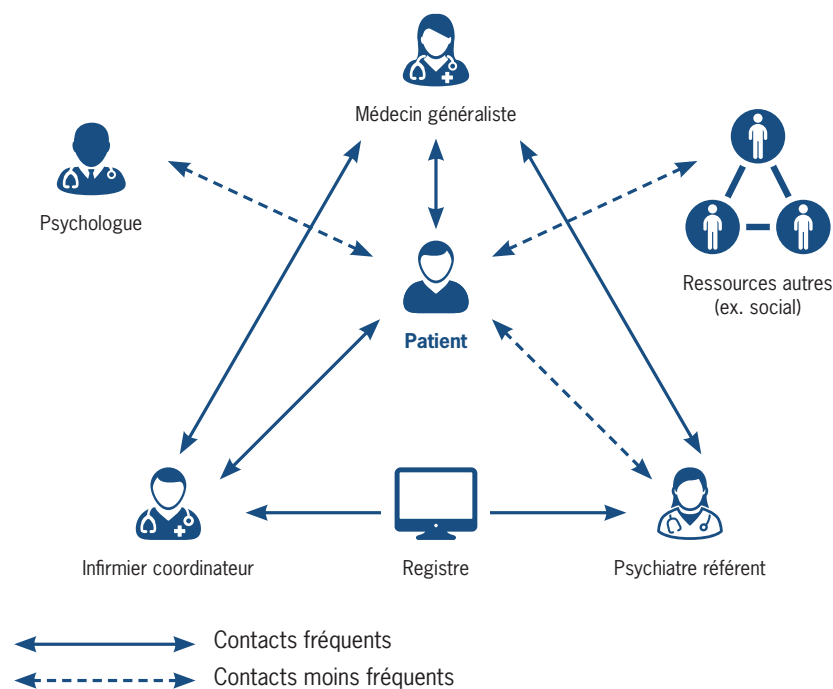 Médecin généraliste
Psychologue
Ressources autres
(ex. social)
Patient
Infirmier coordinateur
Registre
Psychiatre référent
Contacts fréquents
Contacts moins fréquents